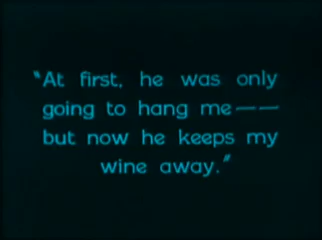 "At first, he was only
going to hang me——
but now he keeps my
wine away."